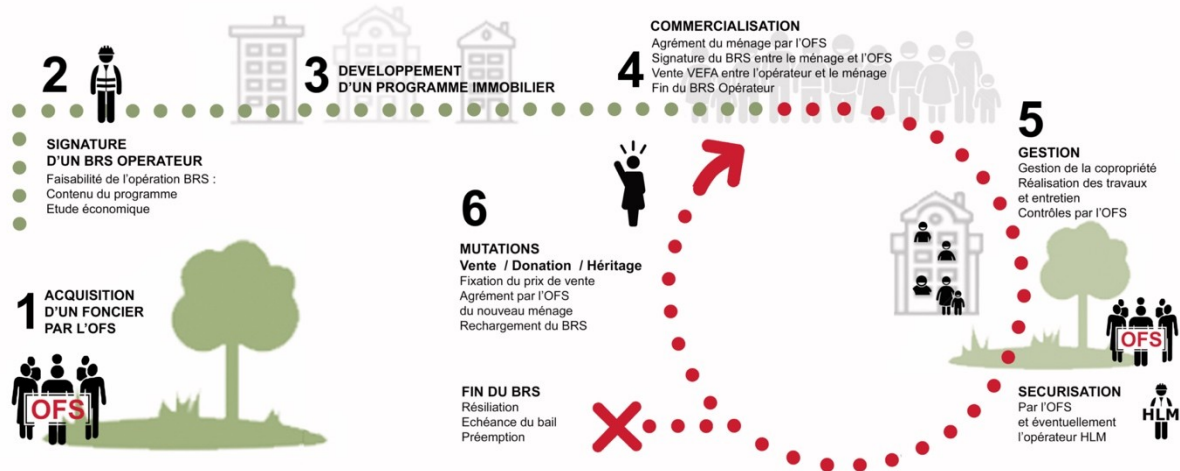 1
ACQUISITION
D'UN FONCIER
PAR L'OFS
OFS
2
SIGNATURE
D'UN BRS OPERATEUR
Faisabilité de l'opération BRS :
Contenu du programme
Etude économique
3
DEVELOPPEMENT
D'UN PROGRAMME IMMOBILIER
4
COMMERCIALISATION
Agrément du ménage par l'OFS
Signature du BRS entre le ménage et l'OFS
Vente VEFA entre l'opérateur et le ménage
Fin du BRS Opérateur
5
GESTION
Gestion de la copropriété
Réalisation des travaux
et entretien
Contrôles par l'OFS
OFS
SECURISATION
Par l'OFS
et éventuellement
l'opérateur HLM
HLM
6
MUTATIONS
Vente / Donation / Héritage
Fixation du prix de vente
Agrément par l'OFS
du nouveau ménage
Rechargement du BRS
FIN DU BRS
Résiliation
Echéance du bail
Préemption